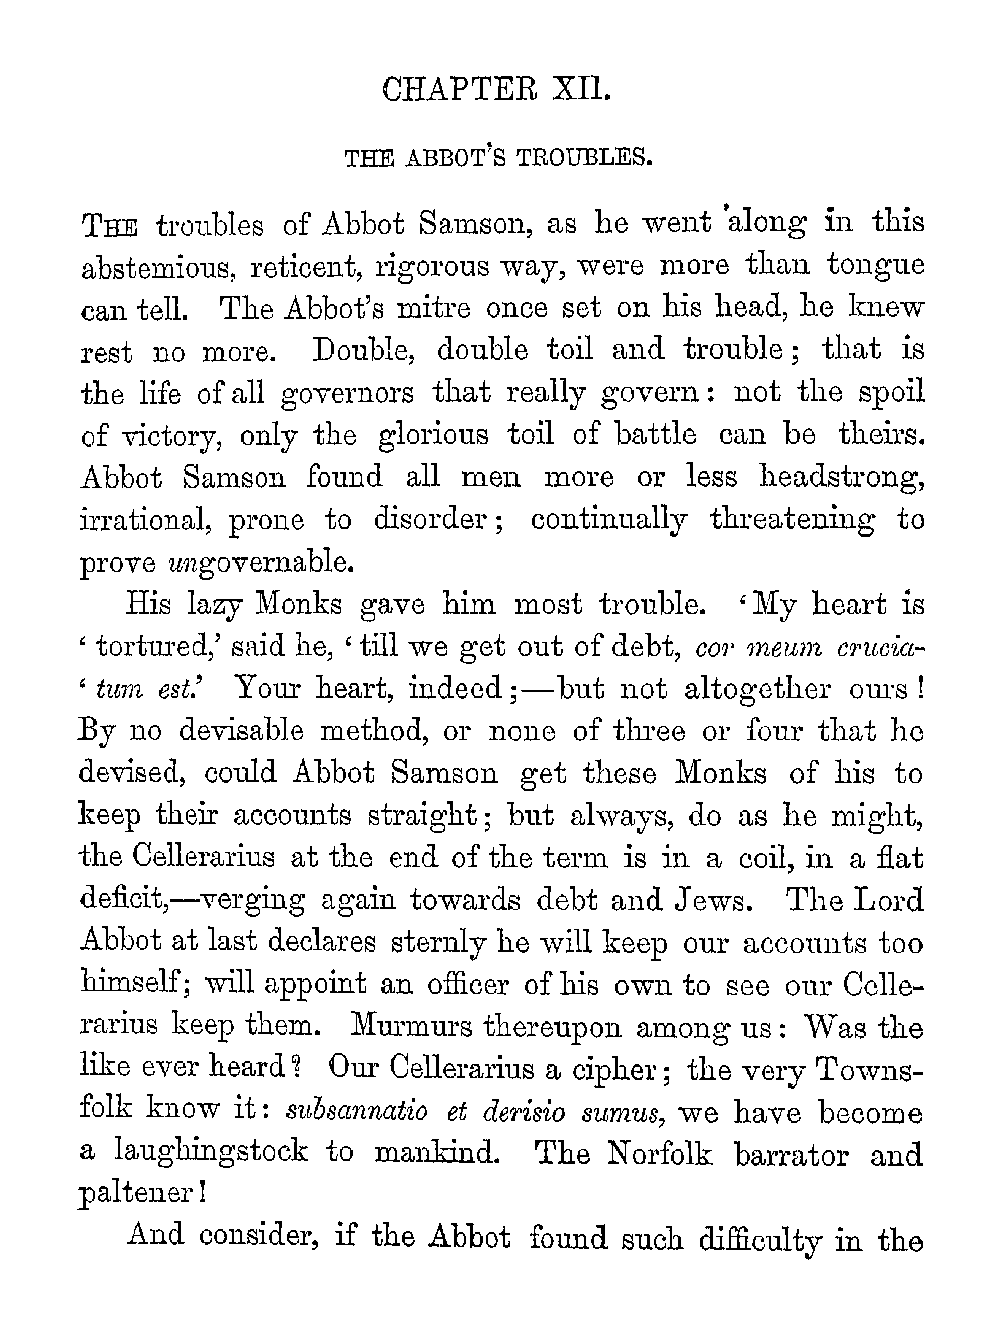 CHAPTER XII.
THE ABBOT'S TROUBLES.
THE troubles of Abbot Samson, as he went along in this
abstemious, reticent, rigorous way, were more than tongue
can tell. The Abbot's mitre once set on his head, he knew
rest no more. Double, double toil and trouble; that is
the life of all governors that really govern: not the spoil
of victory, only the glorious toil of battle can be theirs.
Abbot Samson found all men more or less headstrong,
irrational, prone to disorder; continually threatening to
prove ungovernable.
His lazy Monks gave him most trouble. 'My heart is
'tortured,' said he, 'till we get out of debt, cor meum crucia-
'tum est.' Your heart, indeed;—but not altogether ours!
By no devisable method, or none of three or four that he
devised, could Abbot Samson get these Monks of his to
keep their accounts straight; but always, do as he might,
the Cellerarius at the end of the term is in a coil, in a flat
deficit,—verging again towards debt and Jews. The Lord
Abbot at last declares sternly he will keep our accounts too
himself; will appoint an officer of his own to see our Celle-
rarius keep them. Murmurs thereupon among us: Was the
like ever heard? Our Cellerarius a cipher; the very Towns-
folk know it: subsannatio et derisio sumus, we have become
a laughingstock to mankind. The Norfolk barrator and
paltener!
And consider, if the Abbot found such difficulty in the